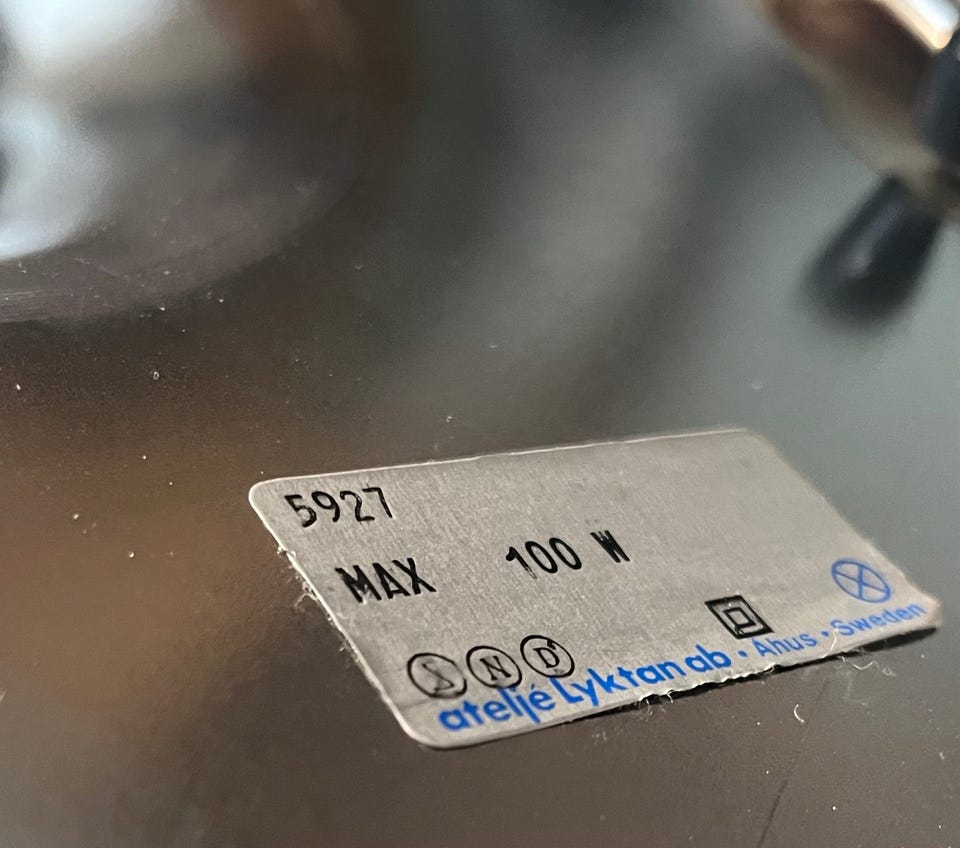 5927
MAX 100 W
S N D
ateljé Lyktan ab · Åhus · Sweden